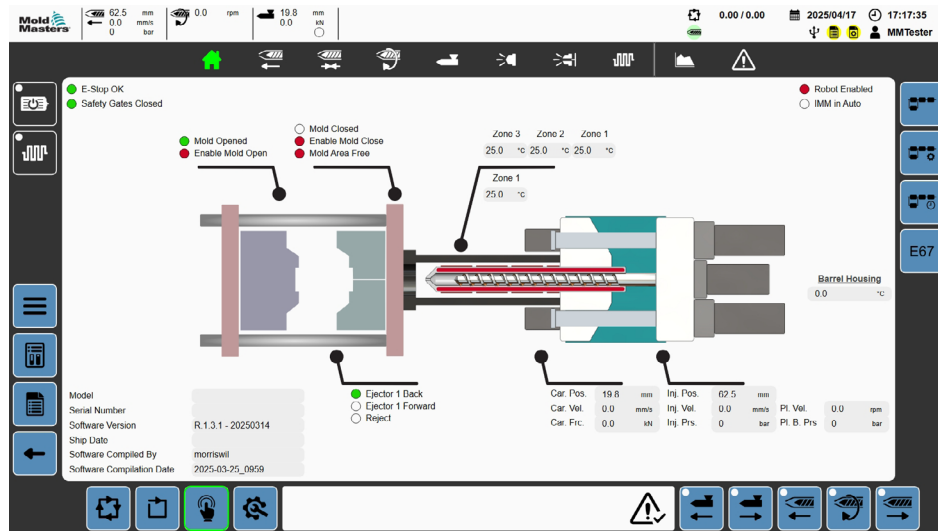 Mold Masters
62.5 mm
0.0 mm/s
0 bar
0.0 rpm
19.8 mm
0.0 kN
0.00 / 0.00
2025/04/17 17:17:35
MMTester
E-Stop OK
Safety Gates Closed
Robot Enabled
IMM in Auto
Mold Opened
Enable Mold Open
Mold Closed
Enable Mold Close
Mold Area Free
Zone 3 Zone 2 Zone 1
25.0 °C 25.0 °C 25.0 °C
Zone 1
25.0 °C
E67
Barrel Housing
0.0 °C
Ejector 1 Back
Ejector 1 Forward
Reject
Car. Pos. 19.8 mm
Car. Vel. 0.0 mm/s
Car. Frc. 0.0 kN
Inj. Pos. 62.5 mm
Inj. Vel. 0.0 mm/s
Inj. Prs. 0 bar
Pl. Vel. 0.0 rpm
Pl. B. Prs 0 bar
Model
Serial Number
Software Version R.1.3.1 - 20250314
Ship Date
Software Compiled By morriswil
Software Compilation Date 2025-03-25_0959